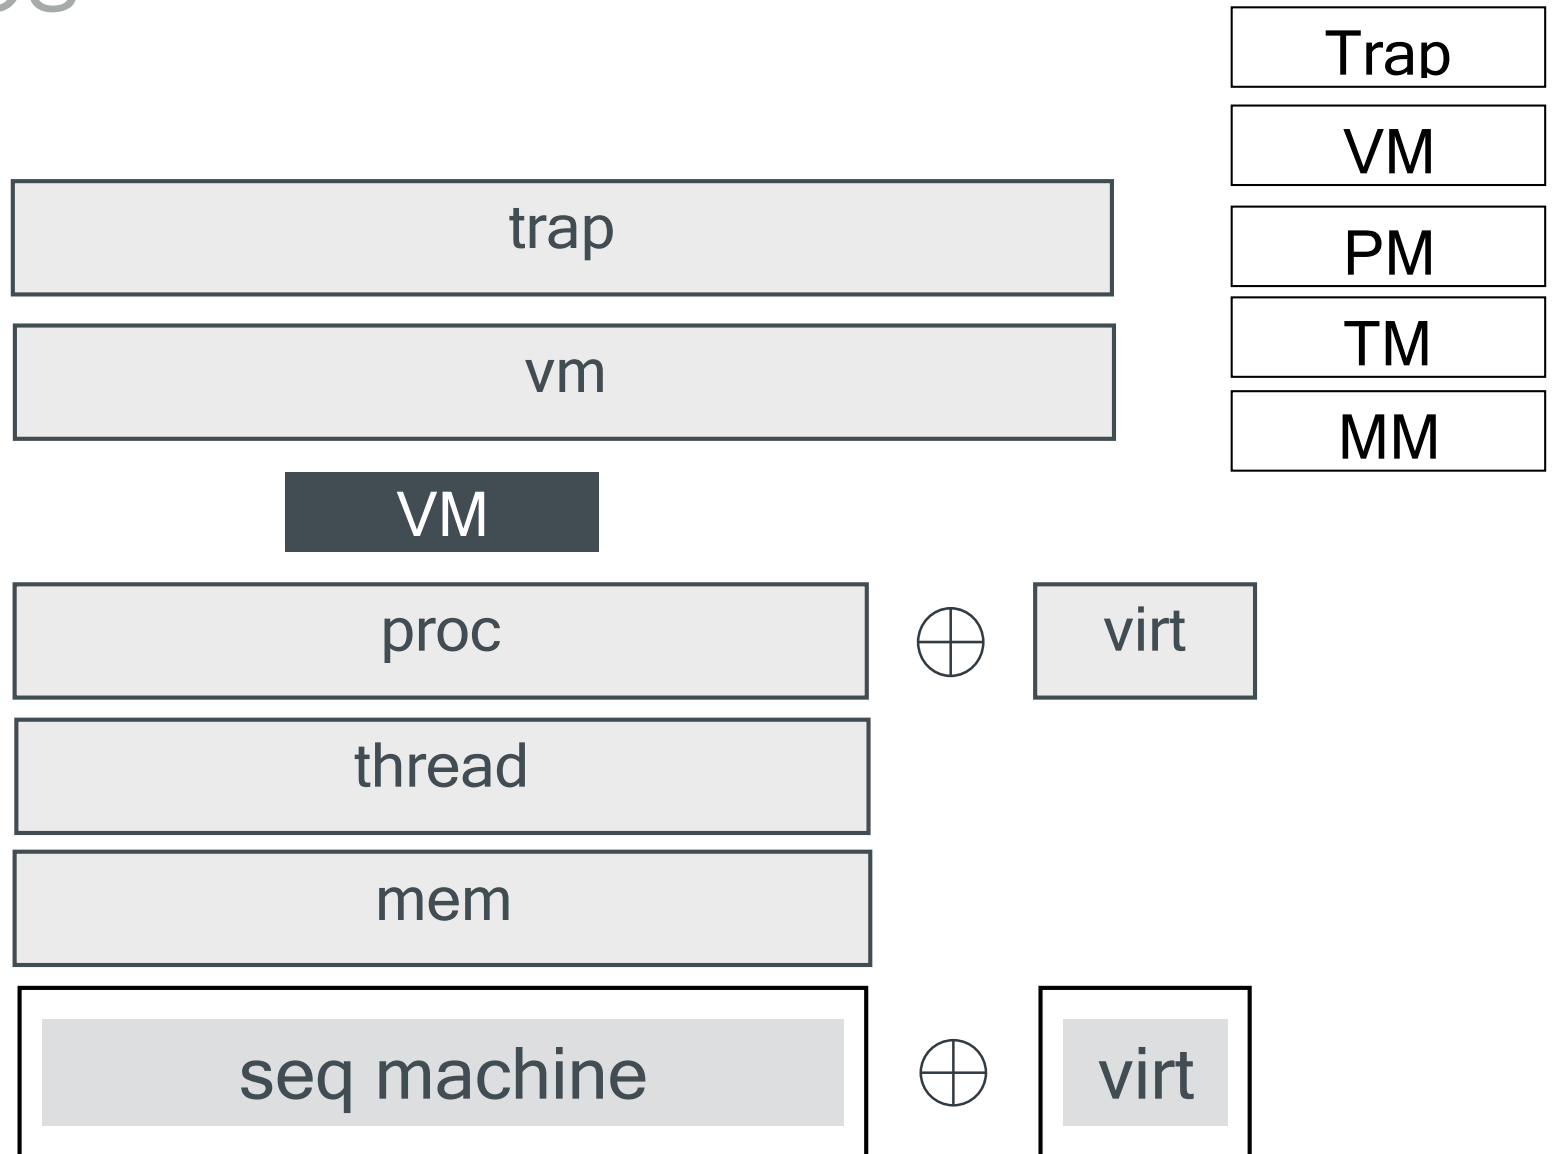 Trap
VM
PM
TM
MM
trap
vm
VM
proc
virt
thread
mem
seq machine
virt